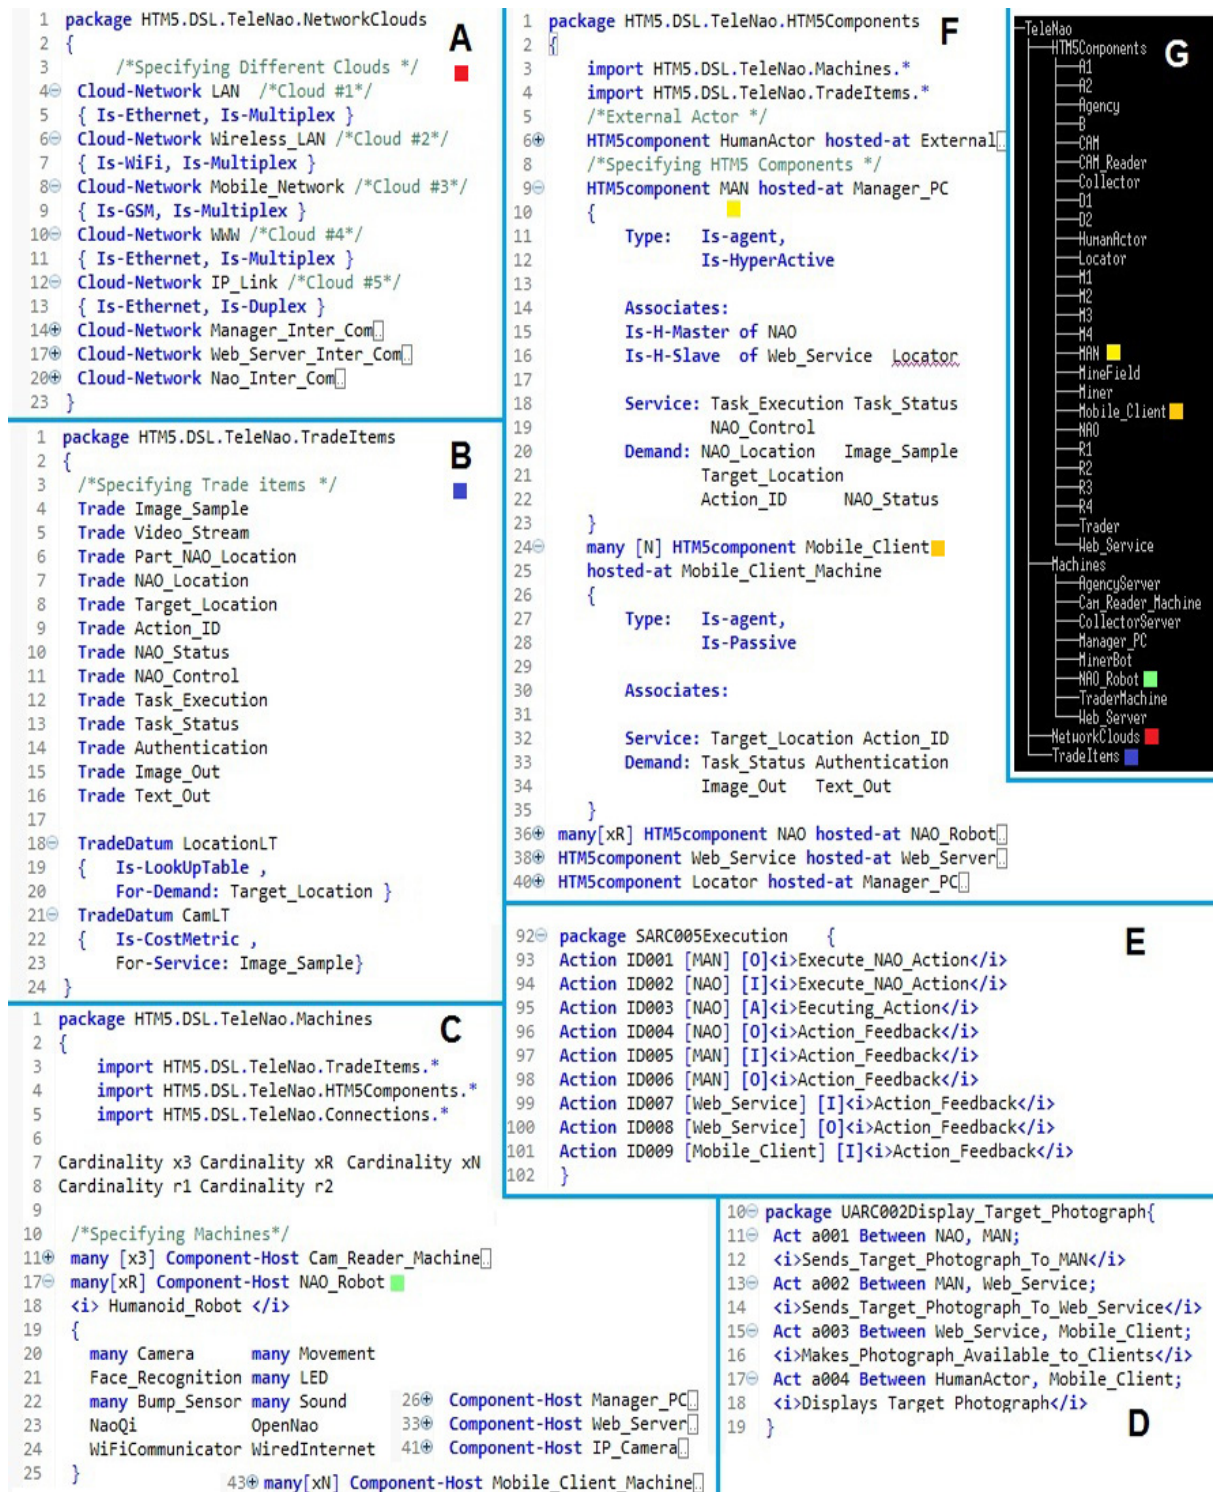 1 package HTM5.DSL.TeleNao.NetworkClouds
2 {
3 /*Specifying Different Clouds */
4 Cloud-Network LAN /*Cloud #1*/
5 { Is-Ethernet, Is-Multiplex }
6 Cloud-Network Wireless_LAN /*Cloud #2*/
7 { Is-WiFi, Is-Multiplex }
8 Cloud-Network Mobile_Network /*Cloud #3*/
9 { Is-GSM, Is-Multiplex }
10 Cloud-Network WWW /*Cloud #4*/
11 { Is-Ethernet, Is-Multiplex }
12 Cloud-Network IP_Link /*Cloud #5*/
13 { Is-Ethernet, Is-Duplex }
14 Cloud-Network Manager_Inter_Com
17 Cloud-Network Web_Server_Inter_Com
20 Cloud-Network Nao_Inter_Com
23 }
A
1 package HTM5.DSL.TeleNao.TradeItems
2 {
3 /*Specifying Trade items */
4 Trade Image_Sample
5 Trade Video_Stream
6 Trade Part_NAO_Location
7 Trade NAO_Location
8 Trade Target_Location
9 Trade Action_ID
10 Trade NAO_Status
11 Trade NAO_Control
12 Trade Task_Execution
13 Trade Task_Status
14 Trade Authentication
15 Trade Image_Out
16 Trade Text_Out
17
18 TradeDatum LocationLT
19 { Is-LookUpTable ,
20 For-Demand: Target_Location }
21 TradeDatum CamLT
22 { Is-CostMetric ,
23 For-Service: Image_Sample}
24 }
B
1 package HTM5.DSL.TeleNao.Machines
2 {
3 import HTM5.DSL.TeleNao.TradeItems.*
4 import HTM5.DSL.TeleNao.HTM5Components.*
5 import HTM5.DSL.TeleNao.Connections.*
6
7 Cardinality x3 Cardinality xR Cardinality xN
8 Cardinality r1 Cardinality r2
9
10 /*Specifying Machines*/
11 many [x3] Component-Host Cam_Reader_Machine
17 many[xR] Component-Host NAO_Robot
18 <i> Humanoid_Robot </i>
19 {
20 many Camera many Movement
21 Face_Recognition many LED
22 many Bump_Sensor many Sound
23 NaoQi OpenNao
24 WiFiCommunicator WiredInternet
25 }
26 Component-Host Manager_PC
33 Component-Host Web_Server
41 Component-Host IP_Camera
43 many[xN] Component-Host Mobile_Client_Machine
C
1 package HTM5.DSL.TeleNao.HTM5Components
2 {
3 import HTM5.DSL.TeleNao.Machines.*
4 import HTM5.DSL.TeleNao.TradeItems.*
5 /*External Actor */
6 HTM5component HumanActor hosted-at External
8 /*Specifying HTM5 Components */
9 HTM5component MAN hosted-at Manager_PC
10 {
11 Type: Is-agent,
12 Is-HyperActive
13
14 Associates:
15 Is-H-Master of NAO
16 Is-H-Slave of Web_Service Locator
17
18 Service: Task_Execution Task_Status
19 NAO_Control
20 Demand: NAO_Location Image_Sample
21 Target_Location
22 Action_ID NAO_Status
23 }
24 many [N] HTM5component Mobile_Client
25 hosted-at Mobile_Client_Machine
26 {
27 Type: Is-agent,
28 Is-Passive
29
30 Associates:
31
32 Service: Target_Location Action_ID
33 Demand: Task_Status Authentication
34 Image_Out Text_Out
35 }
36 many[xR] HTM5component NAO hosted-at NAO_Robot
38 HTM5component Web_Service hosted-at Web_Server
40 HTM5component Locator hosted-at Manager_PC
F
92 package SARC005Execution {
93 Action ID001 [MAN] [O]<i>Execute_NAO_Action</i>
94 Action ID002 [NAO] [I]<i>Execute_NAO_Action</i>
95 Action ID003 [NAO] [A]<i>Eecuting_Action</i>
96 Action ID004 [NAO] [O]<i>Action_Feedback</i>
97 Action ID005 [MAN] [I]<i>Action_Feedback</i>
98 Action ID006 [MAN] [O]<i>Action_Feedback</i>
99 Action ID007 [Web_Service] [I]<i>Action_Feedback</i>
100 Action ID008 [Web_Service] [O]<i>Action_Feedback</i>
101 Action ID009 [Mobile_Client] [I]<i>Action_Feedback</i>
102 }
E
10 package UARC002Display_Target_Photograph{
11 Act a001 Between NAO, MAN;
12 <i>Sends_Target_Photograph_To_MAN</i>
13 Act a002 Between MAN, Web_Service;
14 <i>Sends_Target_Photograph_To_Web_Service</i>
15 Act a003 Between Web_Service, Mobile_Client;
16 <i>Makes_Photograph_Available_to_Clients</i>
17 Act a004 Between HumanActor, Mobile_Client;
18 <i>Displays Target Photograph</i>
19 }
D
TeleNao
HTM5Components
A1
A2
Agency
B
CAM
CAM_Reader
Collector
D1
D2
HumanActor
Locator
M1
M2
M3
M4
MAN
MineField
Miner
Mobile_Client
NAO
R1
R2
R3
R4
Trader
Web_Service
Machines
AgencyServer
Cam_Reader_Machine
CollectorServer
Manager_PC
MinerBot
NAO_Robot
TraderMachine
Web_Server
NetworkClouds
TradeItems
G